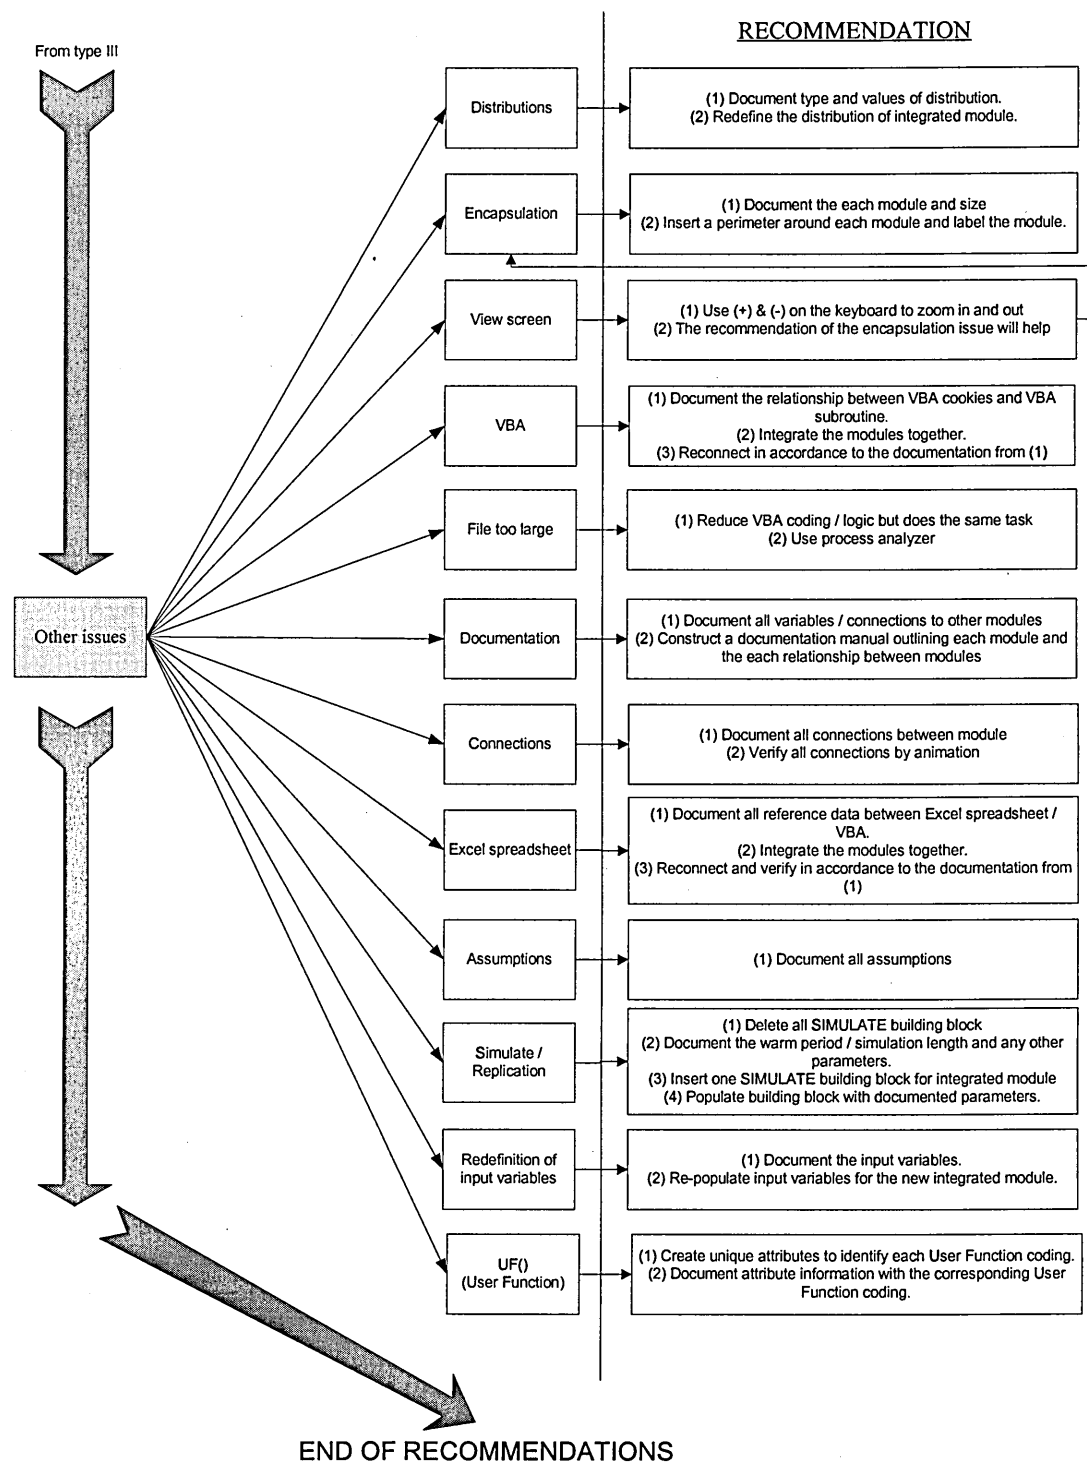 RECOMMENDATION
From type III
Distributions
(1) Document type and values of distribution.
(2) Redefine the distribution of integrated module.
Encapsulation
(1) Document the each module and size
(2) Insert a perimeter around each module and label the module.
View screen
(1) Use (+) & (-) on the keyboard to zoom in and out
(2) The recommendation of the encapsulation issue will help
VBA
(1) Document the relationship between VBA cookies and VBA
subroutine.
(2) Integrate the modules together.
(3) Reconnect in accordance to the documentation from (1)
File too large
(1) Reduce VBA coding / logic but does the same task
(2) Use process analyzer
Other issues
Documentation
(1) Document all variables / connections to other modules
(2) Construct a documentation manual outlining each module and
the each relationship between modules
Connections
(1) Document all connections between module
(2) Verify all connections by animation
Excel spreadsheet
(1) Document all reference data between Excel spreadsheet /
VBA.
(2) Integrate the modules together.
(3) Reconnect and verify in accordance to the documentation from
(1)
Assumptions
(1) Document all assumptions
Simulate /
Replication
(1) Delete all SIMULATE building block
(2) Document the warm period / simulation length and any other
parameters.
(3) Insert one SIMULATE building block for integrated module
(4) Populate building block with documented parameters.
Redefinition of
input variables
(1) Document the input variables.
(2) Re-populate input variables for the new integrated module.
UF()
(User Function)
(1) Create unique attributes to identify each User Function coding.
(2) Document attribute information with the corresponding User
Function coding.
END OF RECOMMENDATIONS